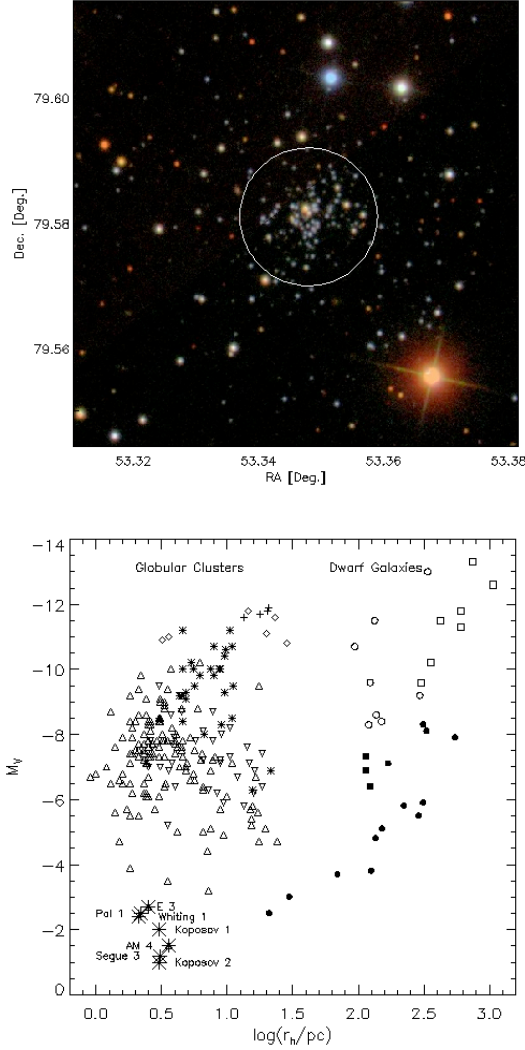 79.60
79.58
79.56
Dec. [Deg.]
53.32 53.34 53.36 53.38
RA [Deg.]
-14
-12
-10
-8
-6
-4
-2
0
Mv
Globular Clusters
Dwarf Galaxies
Pal 1
E 3
Whiting 1
Koposov 1
AM 4
Segue 3
Koposov 2
0.0 0.5 1.0 1.5 2.0 2.5 3.0
log(rh/pc)